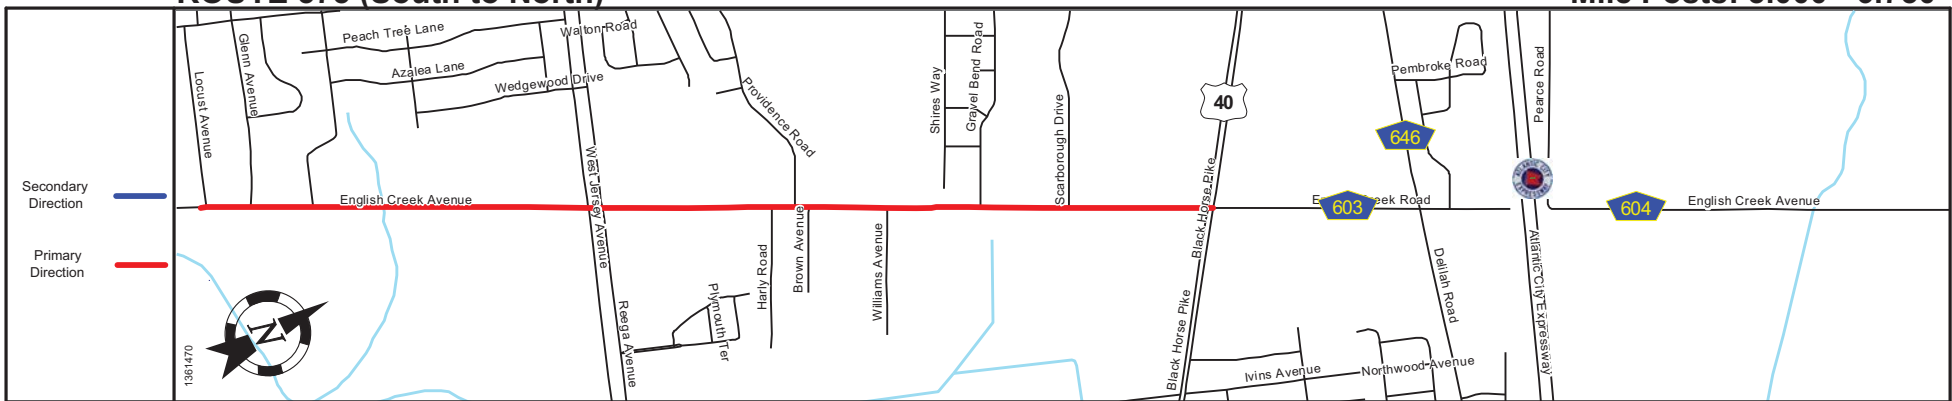 Secondary
Direction
Primary
Direction
Locust Avenue
Glenn Avenue
Peach Tree Lane
Azalea Lane
Wedgewood Drive
Walton Road
Providence Road
Shires Way
Gravel Bend Road
Scarborough Drive
40
Pembroke Road
646
Pearce Road
ATLANTIC CITY
EXPRESSWAY
English Creek Avenue
West Jersey Avenue
Black Horse Pike
603
604
English Creek Avenue
Harly Road
Brown Avenue
Williams Avenue
Plymouth Ter
Reega Avenue
Black Horse Pike
Delilah Road
Atlantic City Expressway
Ivins Avenue
Northwood Avenue
N
1361470